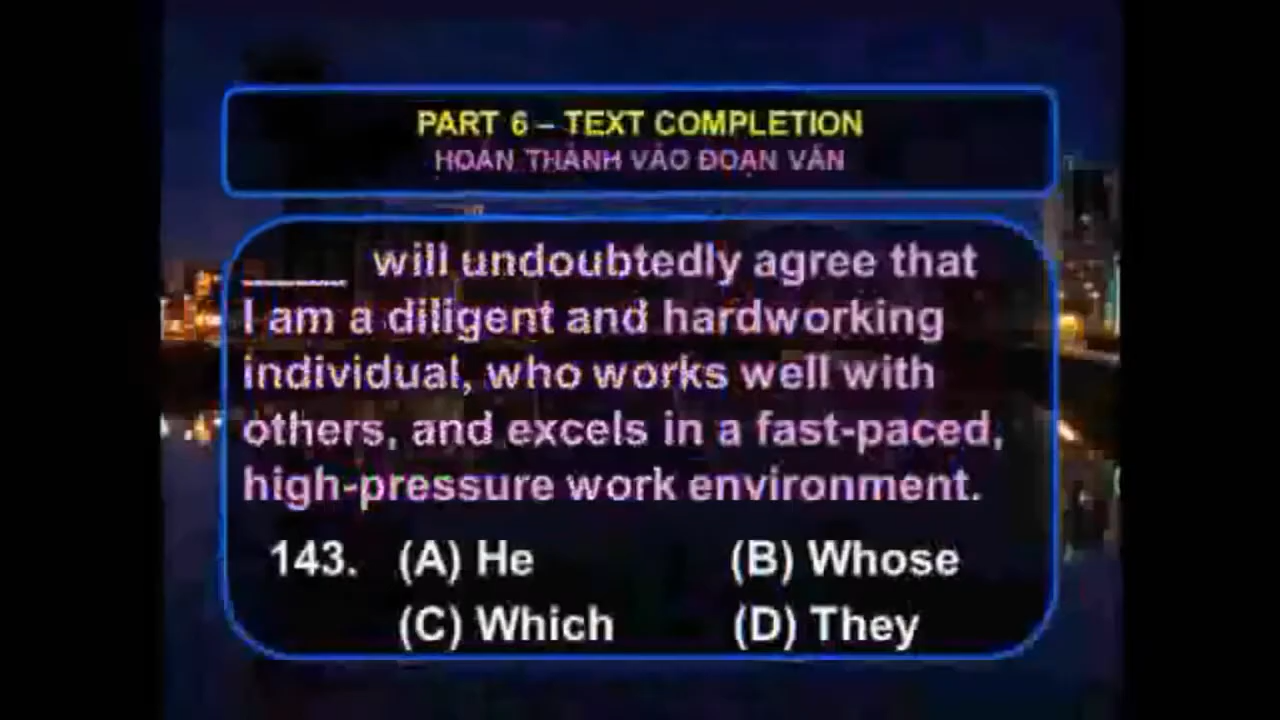 PART 6 – TEXT COMPLETION
HOÀN THÀNH VÀO ĐOẠN VĂN
____ will undoubtedly agree that
I am a diligent and hardworking
individual, who works well with
others, and excels in a fast-paced,
high-pressure work environment.
143. (A) He (B) Whose
(C) Which (D) They